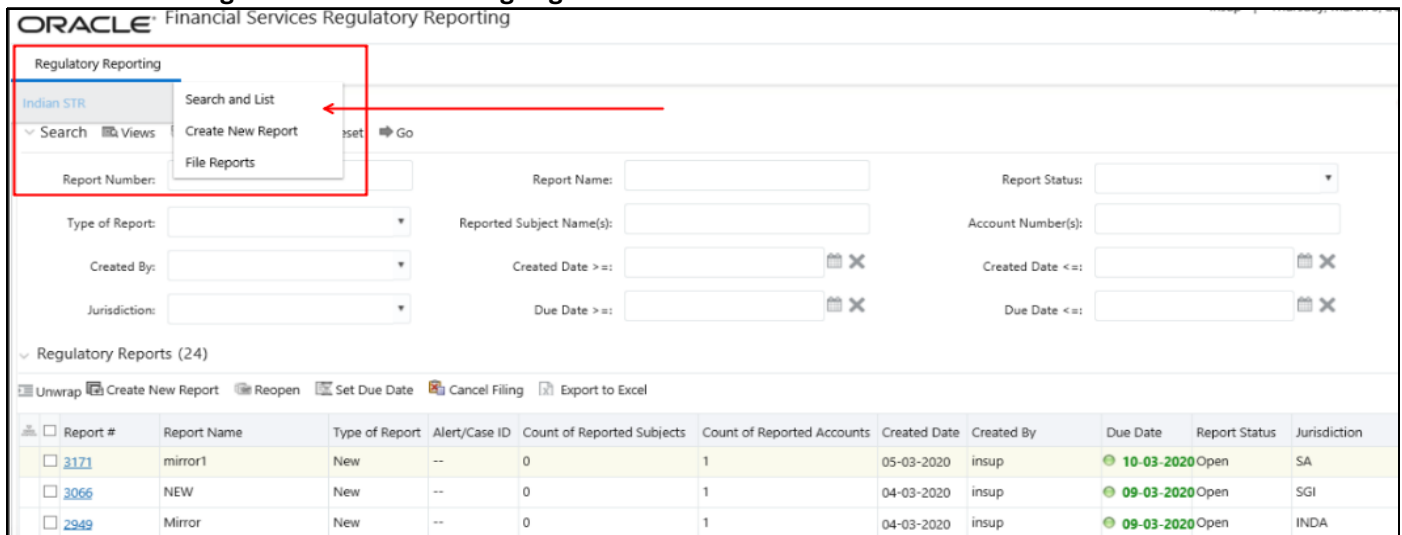 ORACLE® Financial Services Regulatory Reporting
Regulatory Reporting
Indian STR
Search and List
Create New Report
File Reports
Search Views Go
Report Number: Report Name: Report Status:
Type of Report: Reported Subject Name(s): Account Number(s):
Created By: Created Date >=: Created Date <=:
Jurisdiction: Due Date >=: Due Date <=:
Regulatory Reports (24)
Unwrap Create New Report Reopen Set Due Date Cancel Filing Export to Excel
Report # Report Name Type of Report Alert/Case ID Count of Reported Subjects Count of Reported Accounts Created Date Created By Due Date Report Status Jurisdiction
3171 mirror1 New -- 0 1 05-03-2020 insup 10-03-2020 Open SA
3066 NEW New -- 0 1 04-03-2020 insup 09-03-2020 Open SGI
2949 Mirror New -- 0 1 04-03-2020 insup 09-03-2020 Open INDA